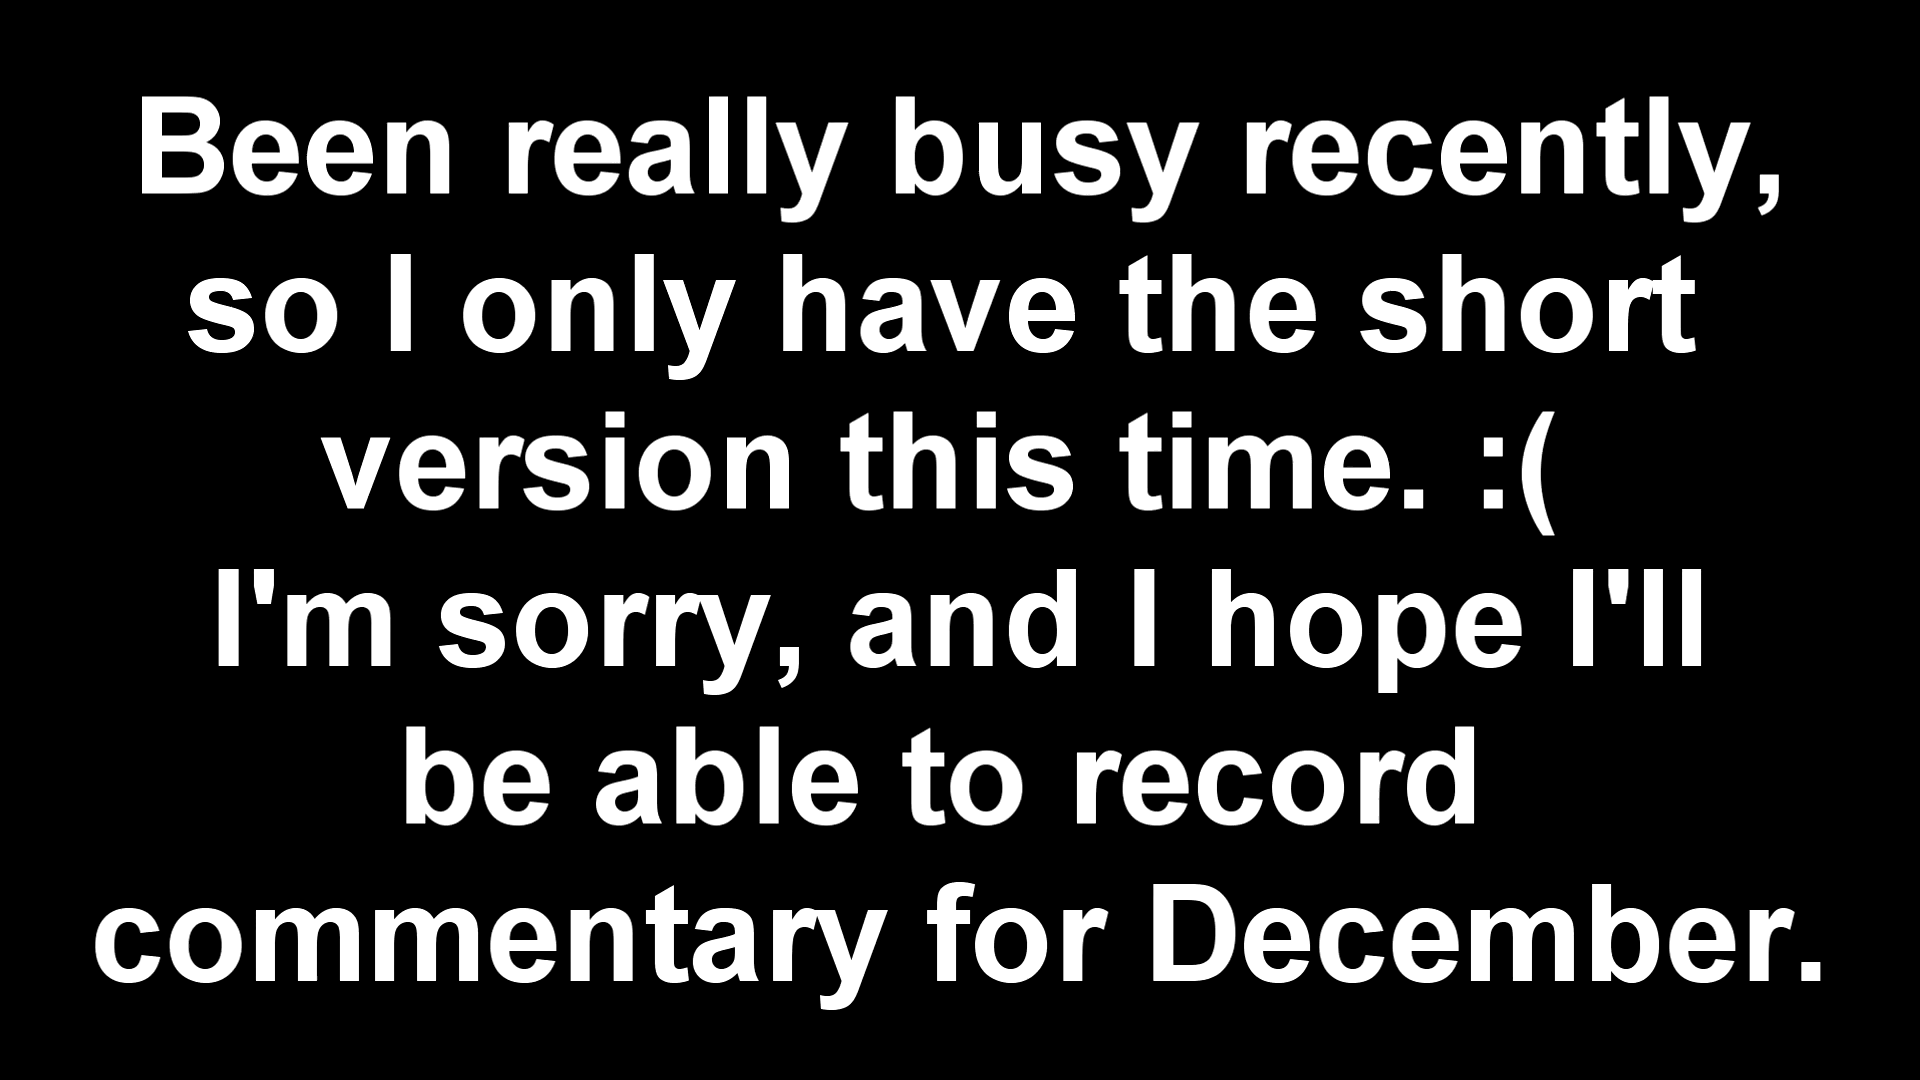 Been really busy recently,
so I only have the short
version this time. :(
I'm sorry, and I hope I'll
be able to record
commentary for December.